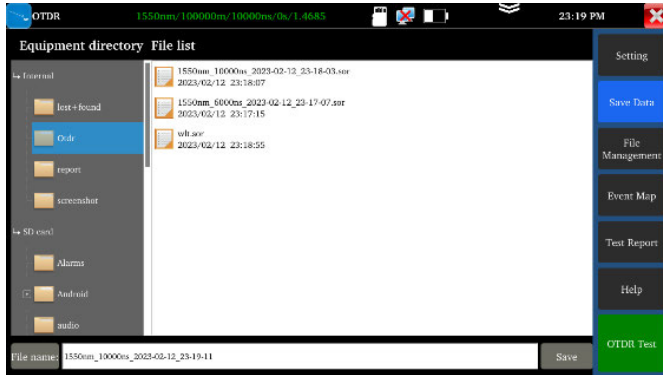 OTDR 1550nm/100000m/10000ns/0s/1.4685 23:19 PM
Equipment directory File list
Internal
lost+found
Otdr
report
screenshot
SD card
Alarms
Android
audio
1550nm_10000ns_2023-02-12_23-18-03.sor
2023/02/12 23:18:07
1550nm_6000ns_2023-02-12_23-17-07.sor
2023/02/12 23:17:15
wlt.sor
2023/02/12 23:18:55
File name: 1550nm_10000ns_2023-02-12_23-19-11 Save
Setting
Save Data
File
Management
Event Map
Test Report
Help
OTDR Test